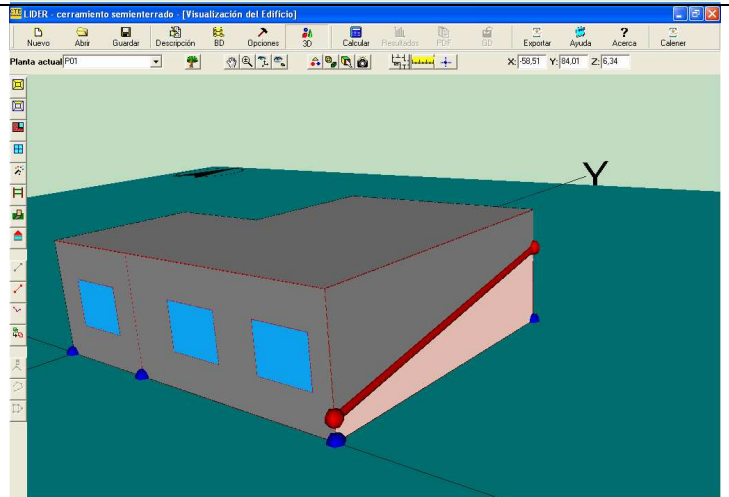 LIDER - cerramiento semienterrado - [Visualización del Edificio]
Nuevo Abrir Guardar Descripción BD Opciones 3D Calcular Resultados PDF GD Exportar Ayuda Acerca Calener
Planta actual P01 X: -58,51 Y: 84,01 Z: 6,34
Y